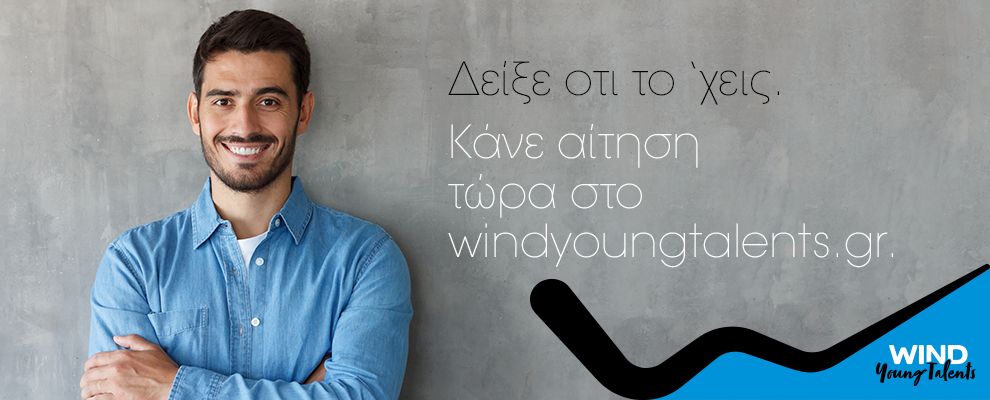 Δείξε οτι το ‛χεις.
Κάνε αίτηση
τώρα στο
windyoungtalents.gr.
WIND
Young Talents